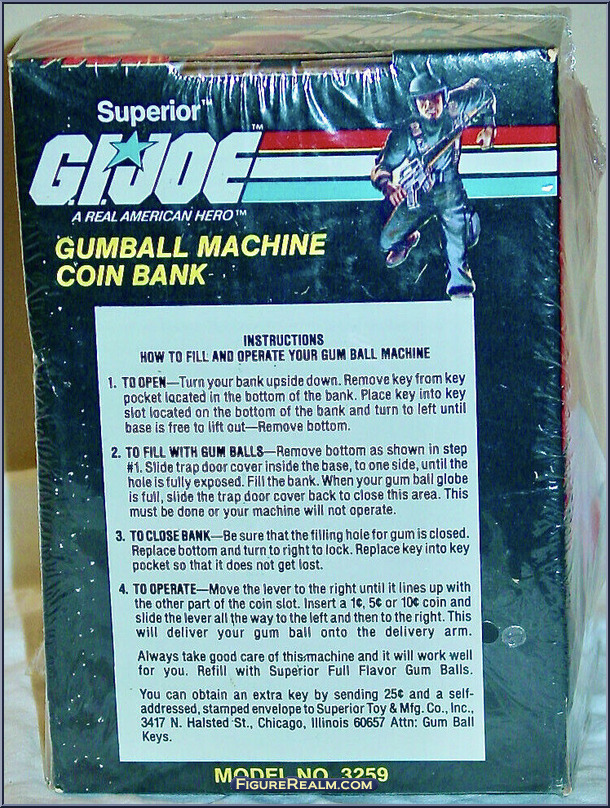 Superior™
G.I. JOE™
A REAL AMERICAN HERO™
GUMBALL MACHINE
COIN BANK
INSTRUCTIONS
HOW TO FILL AND OPERATE YOUR GUM BALL MACHINE
1. TO OPEN—Turn your bank upside down. Remove key from key
pocket located in the bottom of the bank. Place key into key
slot located on the bottom of the bank and turn to left until
base is free to lift out—Remove bottom.
2. TO FILL WITH GUM BALLS—Remove bottom as shown in step
#1. Slide trap door cover inside the base, to one side, until the
hole is fully exposed. Fill the bank. When your gum ball globe
is full, slide the trap door cover back to close this area. This
must be done or your machine will not operate.
3. TO CLOSE BANK—Be sure that the filling hole for gum is closed.
Replace bottom and turn to right to lock. Replace key into key
pocket so that it does not get lost.
4. TO OPERATE—Move the lever to the right until it lines up with
the other part of the coin slot. Insert a 1¢, 5¢ or 10¢ coin and
slide the lever all the way to the left and then to the right. This
will deliver your gum ball onto the delivery arm.
Always take good care of this machine and it will work well
for you. Refill with Superior Full Flavor Gum Balls.
You can obtain an extra key by sending 25¢ and a self-
addressed, stamped envelope to Superior Toy & Mfg. Co., Inc.,
3417 N. Halsted St., Chicago, Illinois 60657 Attn: Gum Ball
Keys.
MODEL NO. 3259
FIGUREREALM.COM